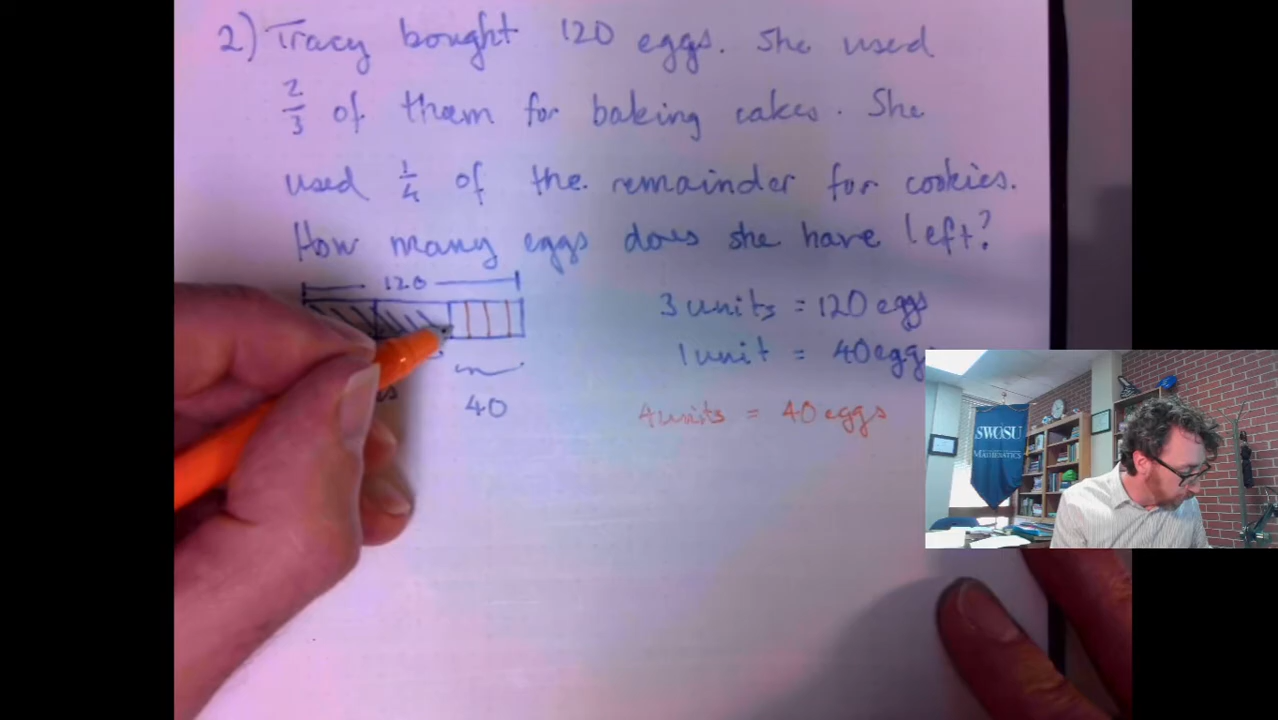 2) Tracy bought 120 eggs. She used
2/3 of them for baking cakes. She
used 1/4 of the remainder for cookies.
How many eggs does she have left?
120
3 units = 120 eggs
1 unit = 40 eggs
40
4 units = 40 eggs
SWOSU
MATHEMATICS